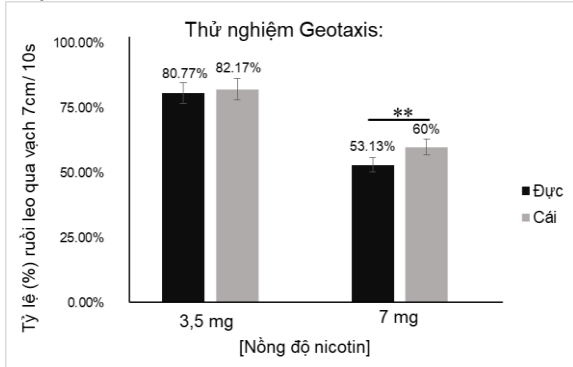 Thử nghiệm Geotaxis:
Tỷ lệ (%) ruồi leo qua vạch 7cm/ 10s
100.00%
75.00%
50.00%
25.00%
0.00%
80.77%
82.17%
**
53.13%
60%
Đực
Cái
3,5 mg
7 mg
[Nồng độ nicotin]